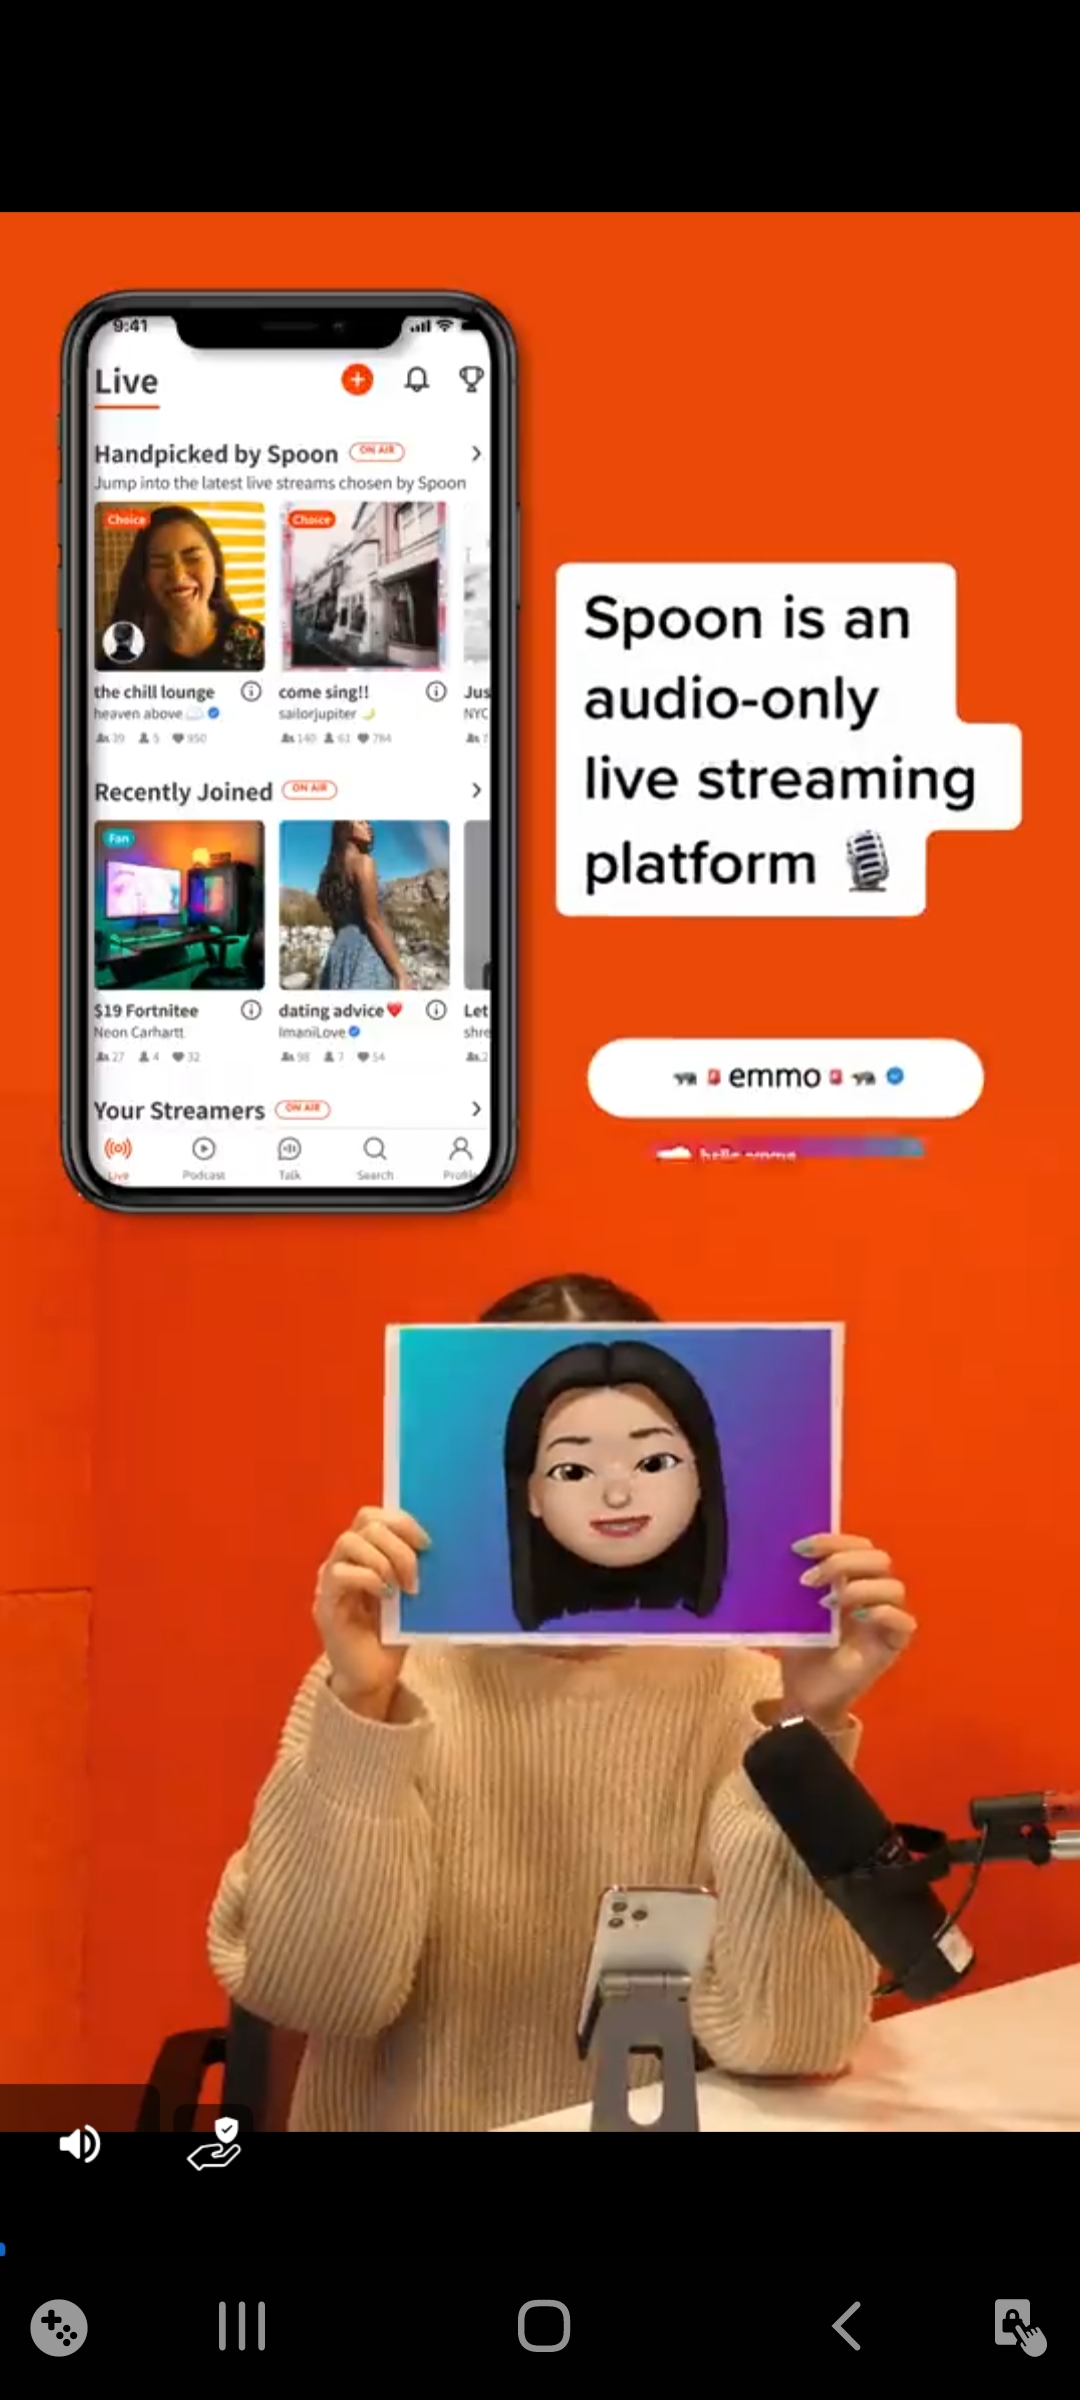 9:41
Live
Handpicked by Spoon ON AIR
Jump into the latest live streams chosen by Spoon
Choice
Choice
the chill lounge
come sing!!
Jus
heaven above
sailorjupiter
NYC
39 5 950
140 61 784
Recently Joined ON AIR
Fan
$19 Fortnitee
dating advice
Let
Neon Carhartt
ImaniLove
shre
27 4 32
98 7 54
2
Your Streamers ON AIR
Live
Podcast
Talk
Search
Profile
Spoon is an
audio-only
live streaming
platform
emmo